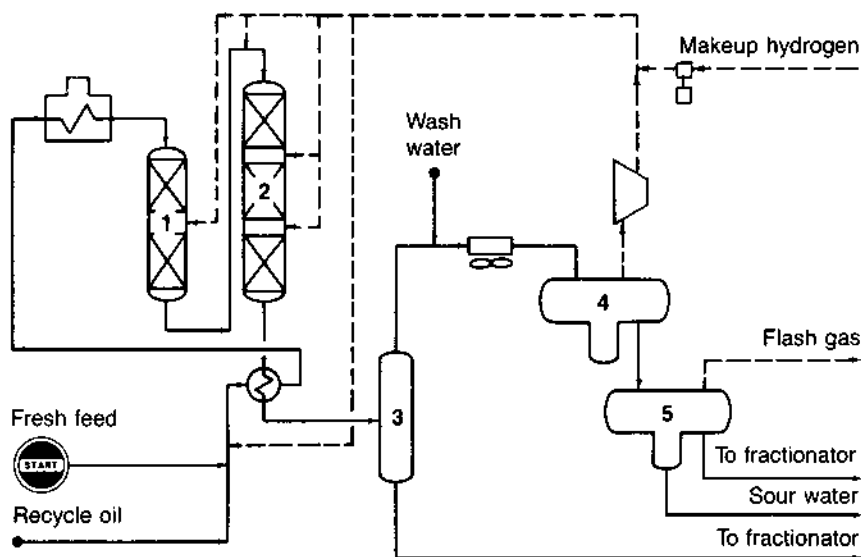 Makeup hydrogen
Wash
water
1
2
4
Flash gas
3
5
Fresh feed
START
To fractionator
Sour water
Recycle oil
To fractionator